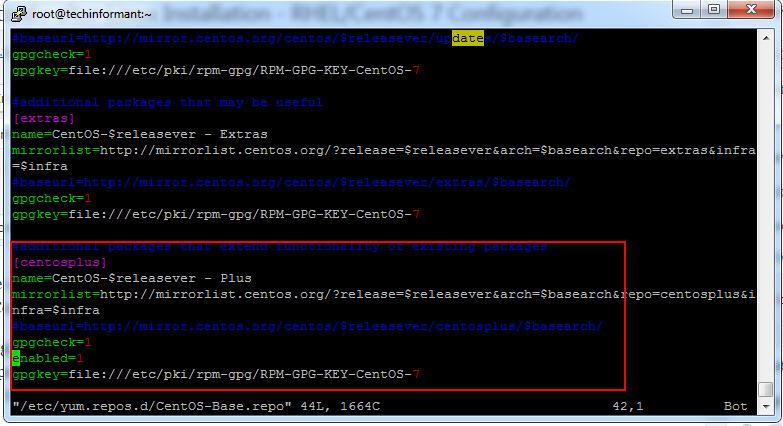 root@techinformant:~ Installation - RHEL/CentOS 7 Configuration
#baseurl=http://mirror.centos.org/centos/$releasever/updates/$basearch/
gpgcheck=1
gpgkey=file:///etc/pki/rpm-gpg/RPM-GPG-KEY-CentOS-7
#additional packages that may be useful
[extras]
name=CentOS-$releasever - Extras
mirrorlist=http://mirrorlist.centos.org/?release=$releasever&arch=$basearch&repo=extras&infra
=$infra
#baseurl=http://mirror.centos.org/centos/$releasever/extras/$basearch/
gpgcheck=1
gpgkey=file:///etc/pki/rpm-gpg/RPM-GPG-KEY-CentOS-7
#additional packages that extend functionality of existing packages
[centosplus]
name=CentOS-$releasever - Plus
mirrorlist=http://mirrorlist.centos.org/?release=$releasever&arch=$basearch&repo=centosplus&i
nfra=$infra
#baseurl=http://mirror.centos.org/centos/$releasever/centosplus/$basearch/
gpgcheck=1
enabled=1
gpgkey=file:///etc/pki/rpm-gpg/RPM-GPG-KEY-CentOS-7
"/etc/yum.repos.d/CentOS-Base.repo" 44L, 1664C 42,1 Bot